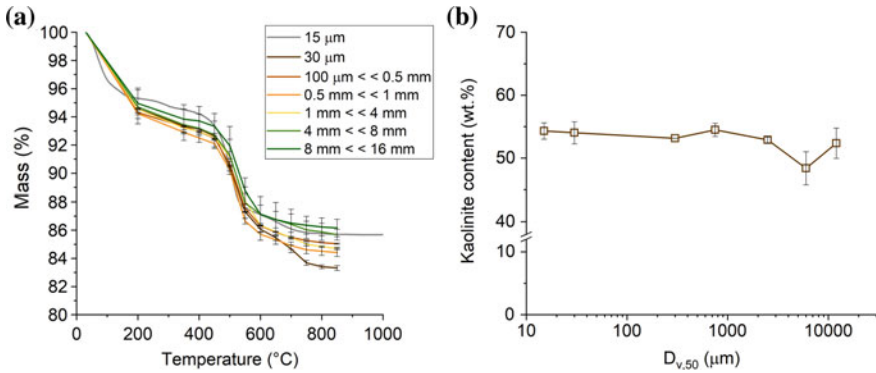 (a)
100
98
96
94
92
90
88
86
84
82
80
Mass (%)
200 400 600 800 1000
Temperature (°C)
15 µm
30 µm
100 µm << 0.5 mm
0.5 mm << 1 mm
1 mm << 4 mm
4 mm << 8 mm
8 mm << 16 mm
(b)
70
60
50
40
10
0
Kaolinite content (wt.%)
10 100 1000 10000
Dv,50 (µm)